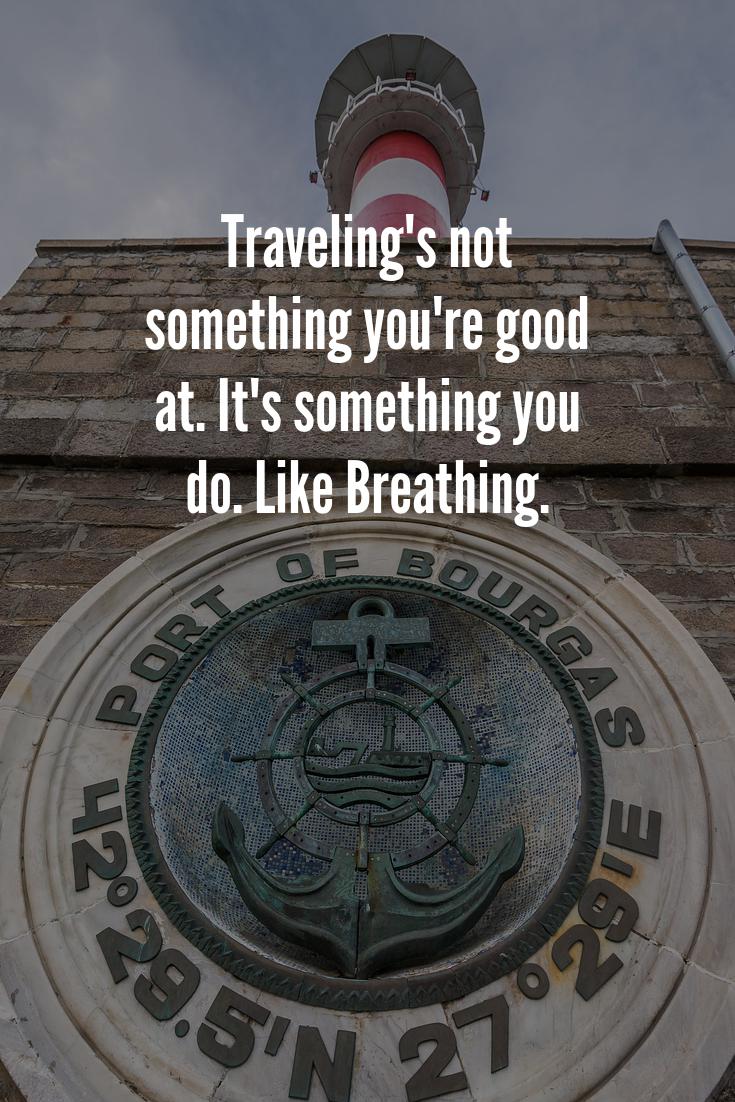 Traveling's not
something you're good
at. It's something you
do. Like Breathing.
PORT OF BOURGAS
42°29.5'N 27°29'E